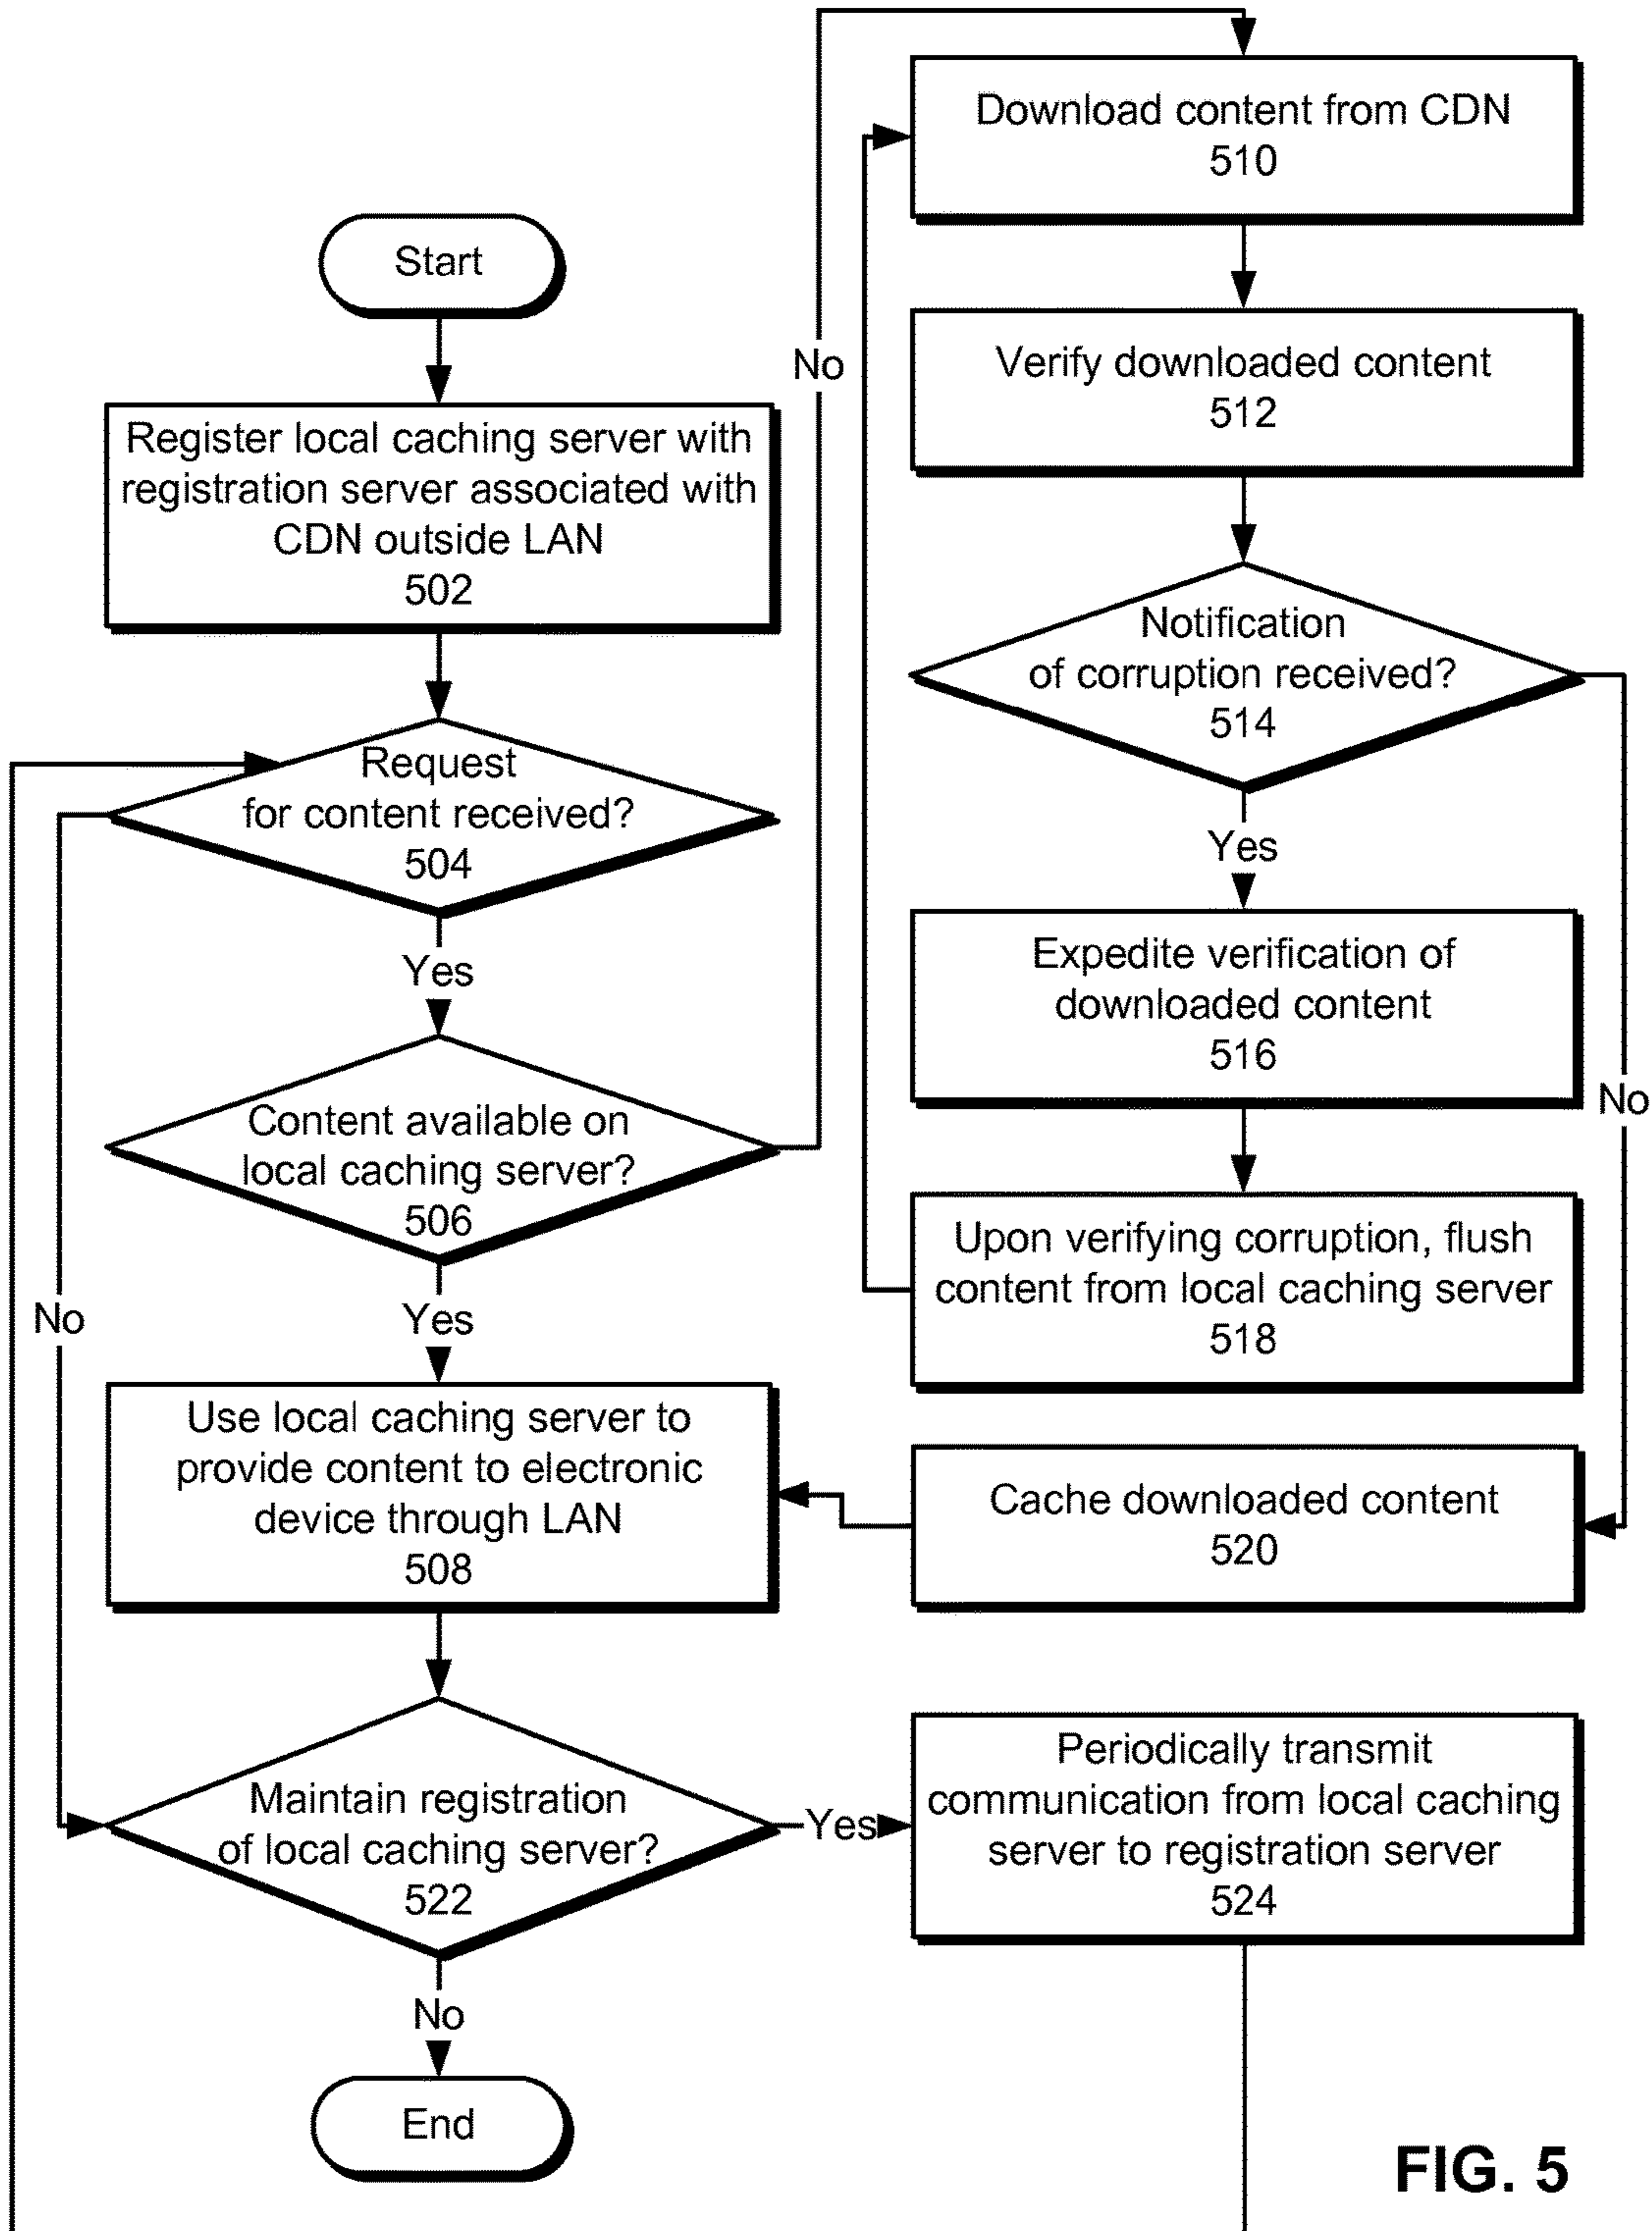 Start
Register local caching server with
registration server associated with
CDN outside LAN
502
Request
for content received?
504
Yes
No
Content available on
local caching server?
506
No
Yes
Use local caching server to
provide content to electronic
device through LAN
508
Download content from CDN
510
Verify downloaded content
512
Notification
of corruption received?
514
Yes
No
Expedite verification of
downloaded content
516
Upon verifying corruption, flush
content from local caching server
518
Cache downloaded content
520
Maintain registration
of local caching server?
522
Yes
Periodically transmit
communication from local caching
server to registration server
524
No
End
FIG. 5